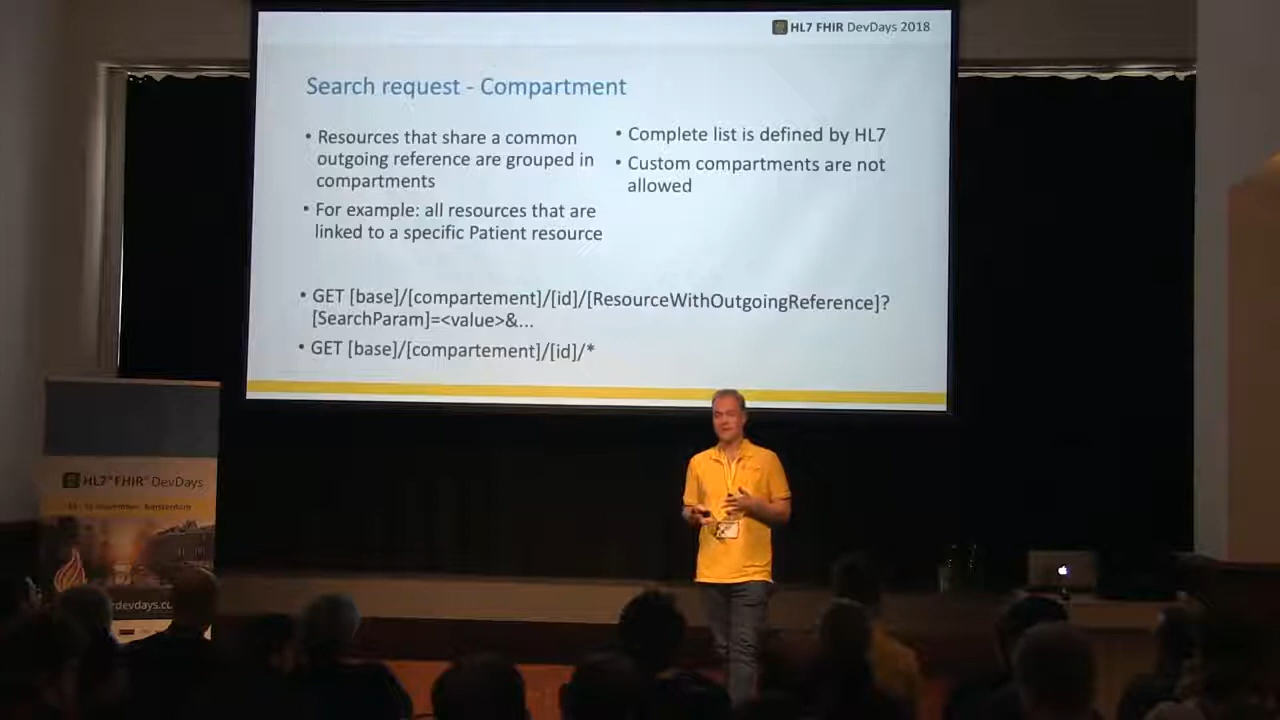 HL7 FHIR DevDays 2018
Search request - Compartment
• Resources that share a common
outgoing reference are grouped in
compartments
• For example: all resources that are
linked to a specific Patient resource
• Complete list is defined by HL7
• Custom compartments are not
allowed
• GET [base]/[compartement]/[id]/[ResourceWithOutgoingReference]?
[SearchParam]=<value>&...
• GET [base]/[compartement]/[id]/*
HL7® FHIR® DevDays
November, Amsterdam